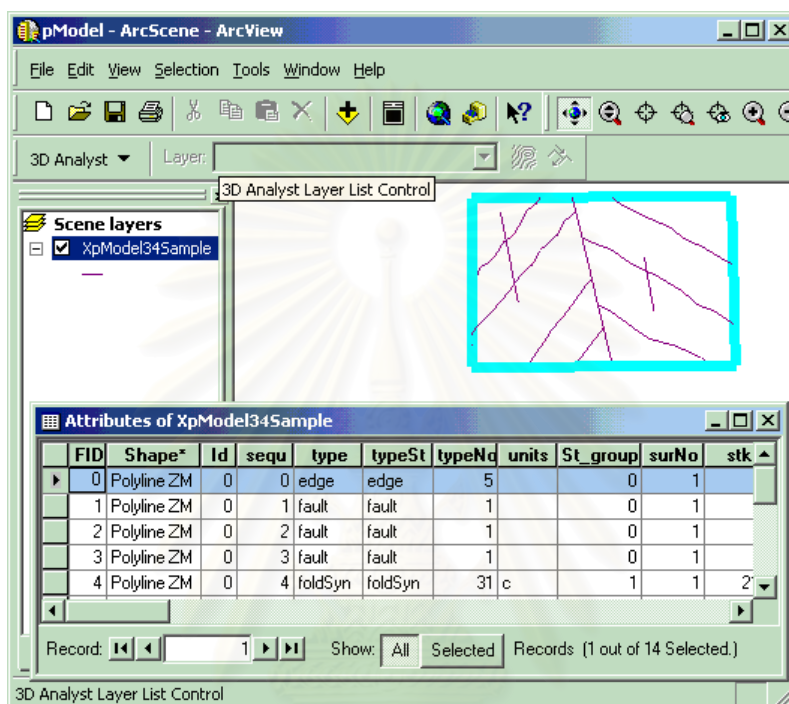 pModel - ArcScene - ArcView
File Edit View Selection Tools Window Help
3D Analyst Layer:
3D Analyst Layer List Control
Scene layers
XpModel34Sample
Attributes of XpModel34Sample
FID Shape* Id sequ type typeSt typeNo units St_group surNo stk
0 Polyline ZM 0 0 edge edge 5 0 1
1 Polyline ZM 0 1 fault fault 1 0 1
2 Polyline ZM 0 2 fault fault 1 0 1
3 Polyline ZM 0 3 fault fault 1 0 1
4 Polyline ZM 0 4 foldSyn foldSyn 31 c 1 1
Record: 1 Show: All Selected Records (1 out of 14 Selected.)
3D Analyst Layer List Control